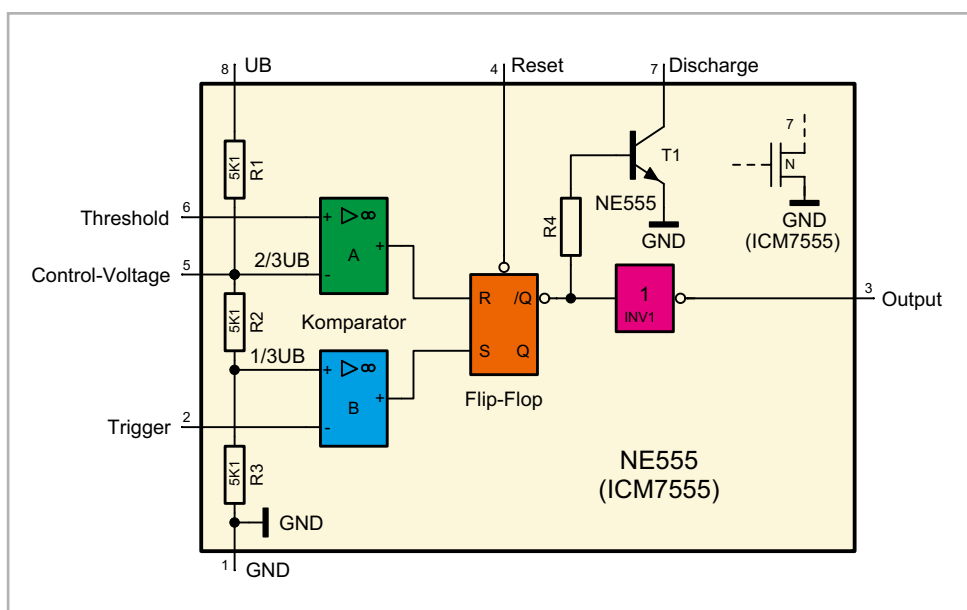 8 UB
4 Reset
7 Discharge
5K1 R1
T1
NE555
GND
R4
7
N
GND
(ICM7555)
Threshold 6
+ ▷∞
A
+
-
Control-Voltage 5
2/3UB
Komparator
5K1 R2
R /Q
S Q
Flip-Flop
1
INV1
3 Output
1/3UB
+ ▷∞
B
+
-
Trigger 2
5K1 R3
GND
1 GND
NE555
(ICM7555)